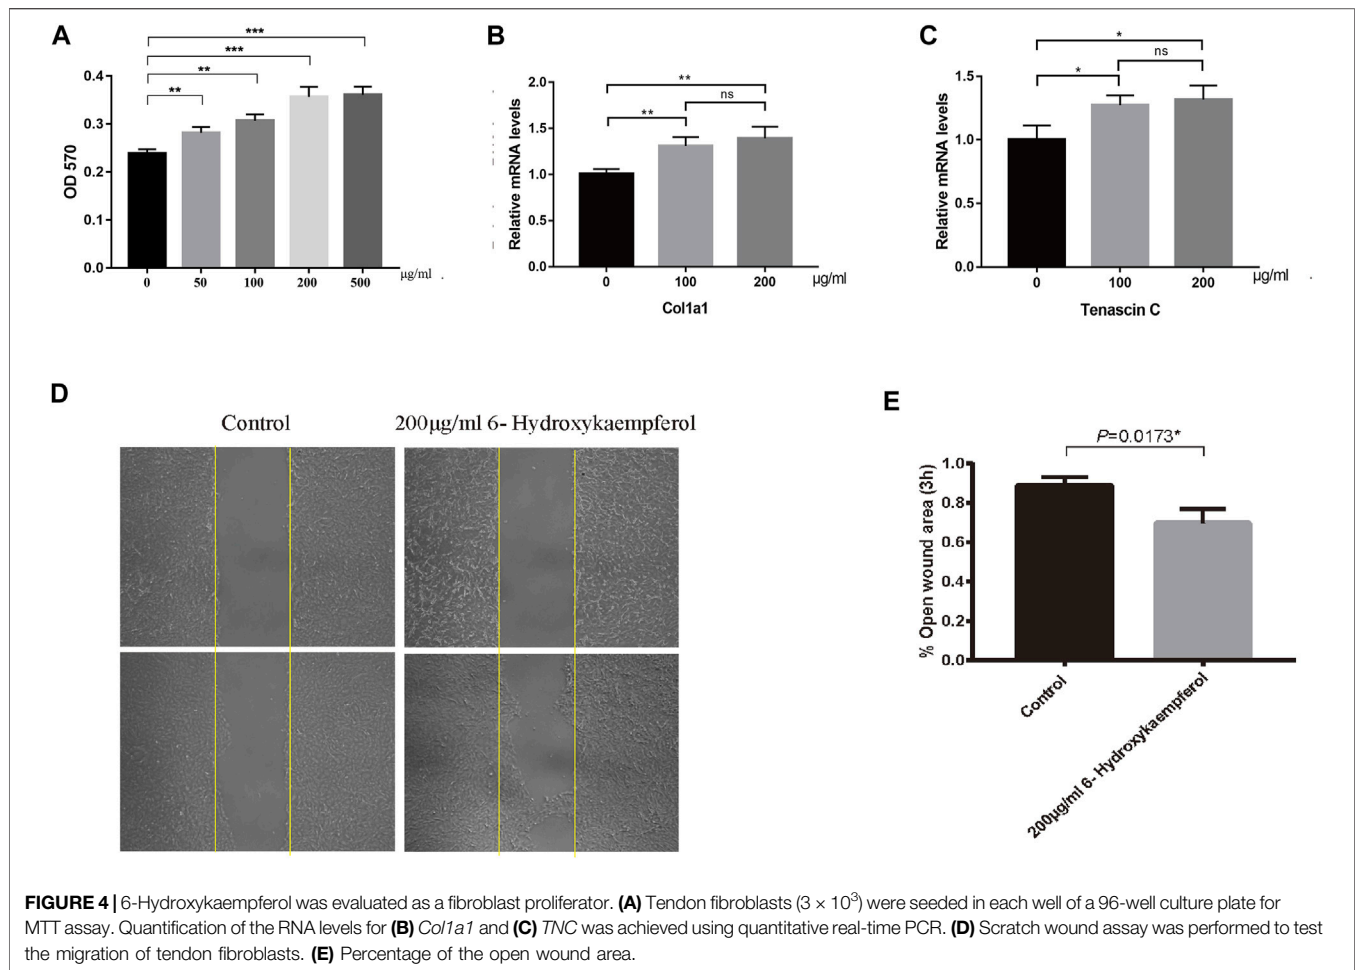 A
***
***
**
**
0.4
0.3
0.2
0.1
0.0
OD 570
0 50 100 200 500 μg/ml
B
**
ns
**
2.0
1.5
1.0
0.5
0.0
Relative mRNA levels
0 100 200 μg/ml
Col1a1
C
*
ns
*
1.5
1.0
0.5
0.0
Relative mRNA levels
0 100 200 μg/ml
Tenascin C
D
Control 200μg/ml 6- Hydroxykaempferol
E
P=0.0173*
1.0
0.8
0.6
0.4
0.2
0.0
% Open wound area (3h)
Control
200μg/ml 6- Hydroxykaempferol
FIGURE 4 | 6-Hydroxykaempferol was evaluated as a fibroblast proliferator. (A) Tendon fibroblasts (3 × 10³) were seeded in each well of a 96-well culture plate for
MTT assay. Quantification of the RNA levels for (B) Col1a1 and (C) TNC was achieved using quantitative real-time PCR. (D) Scratch wound assay was performed to test
the migration of tendon fibroblasts. (E) Percentage of the open wound area.